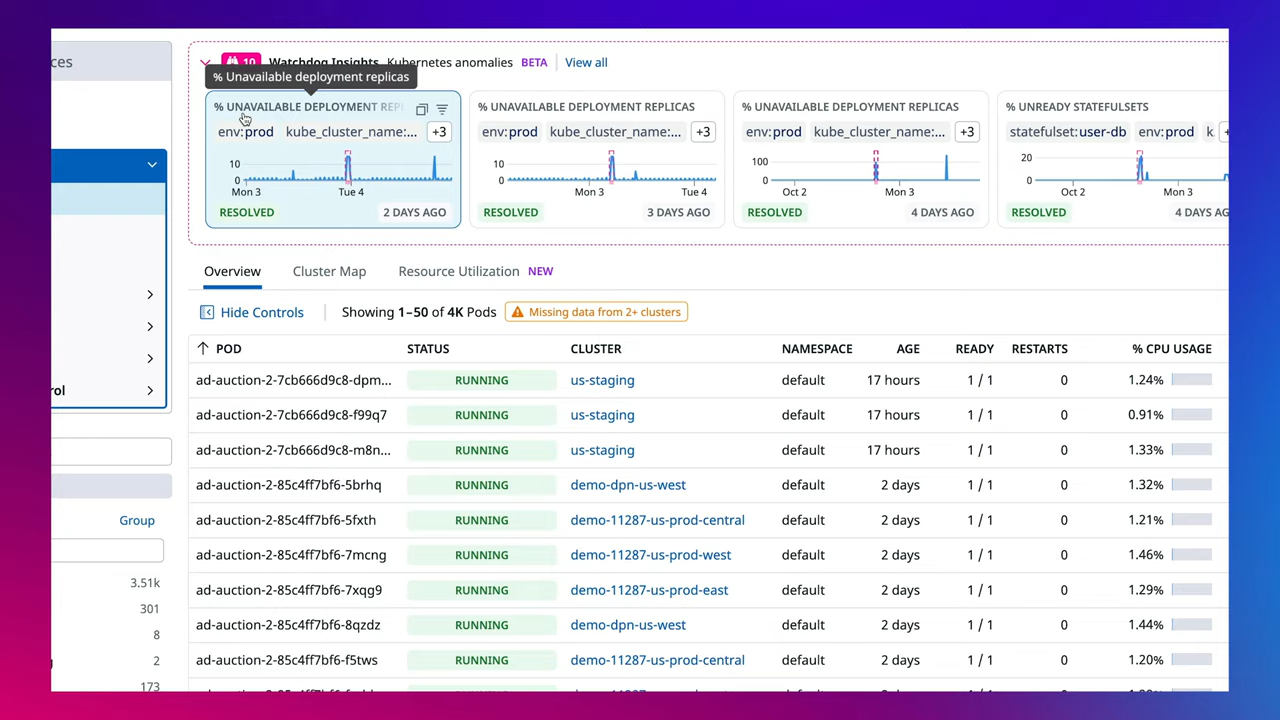 ces
10 Watchdog Insights Kubernetes anomalies BETA View all
% Unavailable deployment replicas
% UNAVAILABLE DEPLOYMENT REP
env:prod kube_cluster_name:... +3
10
0
Mon 3 Tue 4
RESOLVED 2 DAYS AGO
% UNAVAILABLE DEPLOYMENT REPLICAS
env:prod kube_cluster_name:... +3
10
0
Mon 3 Tue 4
RESOLVED 3 DAYS AGO
% UNAVAILABLE DEPLOYMENT REPLICAS
env:prod kube_cluster_name:... +3
100
0
Oct 2 Mon 3
RESOLVED 4 DAYS AGO
% UNREADY STATEFULSETS
statefulset:user-db env:prod k
20
0
Oct 2 Mon 3
RESOLVED 4 DAYS AG
rol
Group
3.51k
301
8
2
173
Overview Cluster Map Resource Utilization NEW
Hide Controls Showing 1–50 of 4K Pods Missing data from 2+ clusters
POD STATUS CLUSTER NAMESPACE AGE READY RESTARTS % CPU USAGE
ad-auction-2-7cb666d9c8-dpm... RUNNING us-staging default 17 hours 1 / 1 0 1.24%
ad-auction-2-7cb666d9c8-f99q7 RUNNING us-staging default 17 hours 1 / 1 0 0.91%
ad-auction-2-7cb666d9c8-m8n... RUNNING us-staging default 17 hours 1 / 1 0 1.33%
ad-auction-2-85c4ff7bf6-5brhq RUNNING demo-dpn-us-west default 2 days 1 / 1 0 1.32%
ad-auction-2-85c4ff7bf6-5fxth RUNNING demo-11287-us-prod-central default 2 days 1 / 1 0 1.21%
ad-auction-2-85c4ff7bf6-7mcng RUNNING demo-11287-us-prod-west default 2 days 1 / 1 0 1.46%
ad-auction-2-85c4ff7bf6-7xqg9 RUNNING demo-11287-us-prod-east default 2 days 1 / 1 0 1.29%
ad-auction-2-85c4ff7bf6-8qzdz RUNNING demo-dpn-us-west default 2 days 1 / 1 0 1.44%
ad-auction-2-85c4ff7bf6-f5tws RUNNING demo-11287-us-prod-central default 2 days 1 / 1 0 1.20%